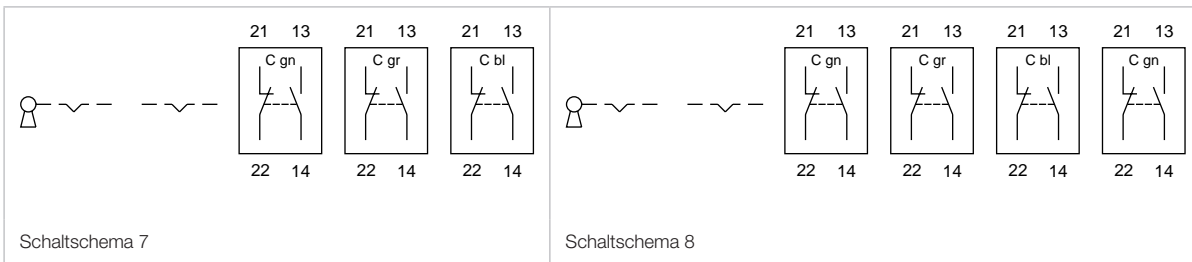 21 13 21 13 21 13
C gn C gr C bl
22 14 22 14 22 14
Schaltschema 7
21 13 21 13 21 13 21 13
C gn C gr C bl C gn
22 14 22 14 22 14 22 14
Schaltschema 8